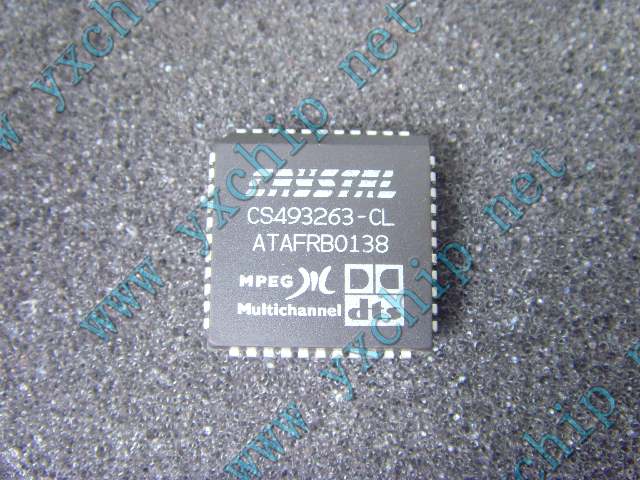 CRYSTAL
CS493263-CL
ATAFRB0138
MPEG
Multichannel
dts
www yxchip net
www yxchip net
www yxchip net